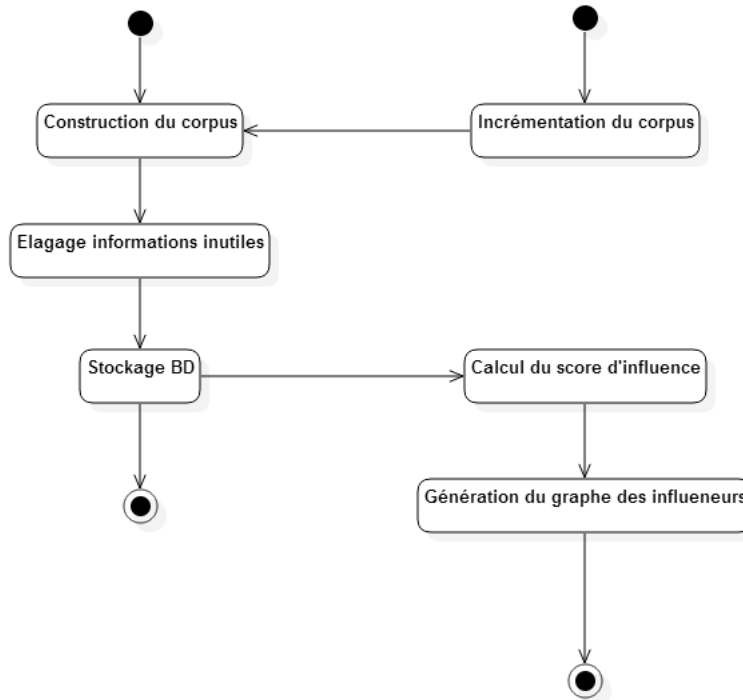 Construction du corpus
Incrémentation du corpus
Elagage informations inutiles
Stockage BD
Calcul du score d'influence
Génération du graphe des influeneurs